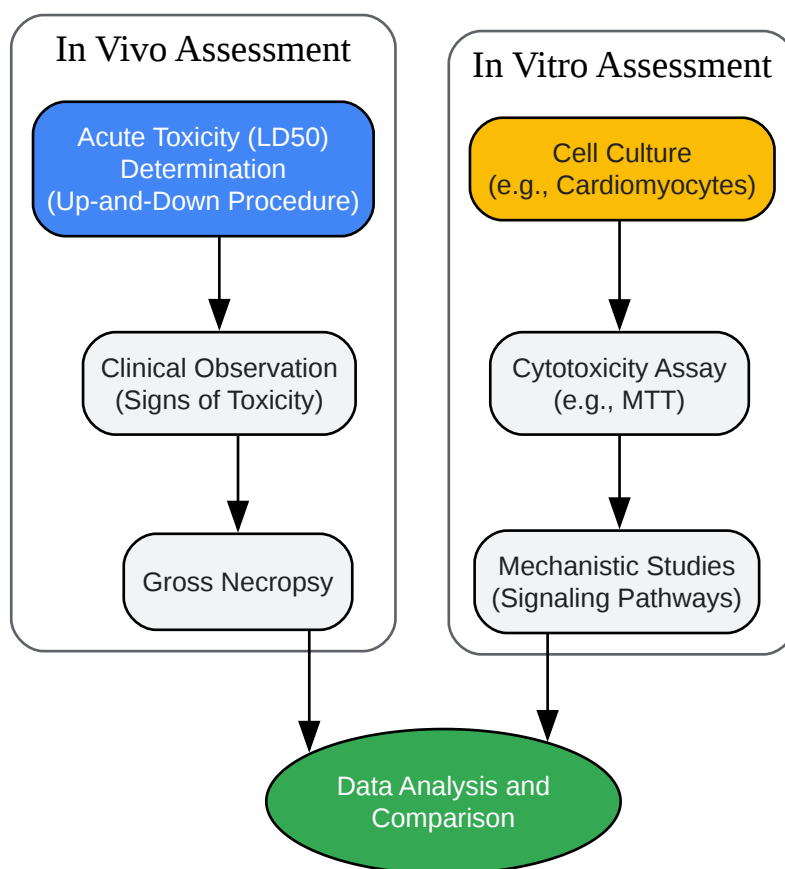 In Vivo Assessment
Acute Toxicity (LD50)
Determination
(Up-and-Down Procedure)
Clinical Observation
(Signs of Toxicity)
Gross Necropsy
In Vitro Assessment
Cell Culture
(e.g., Cardiomyocytes)
Cytotoxicity Assay
(e.g., MTT)
Mechanistic Studies
(Signaling Pathways)
Data Analysis and
Comparison